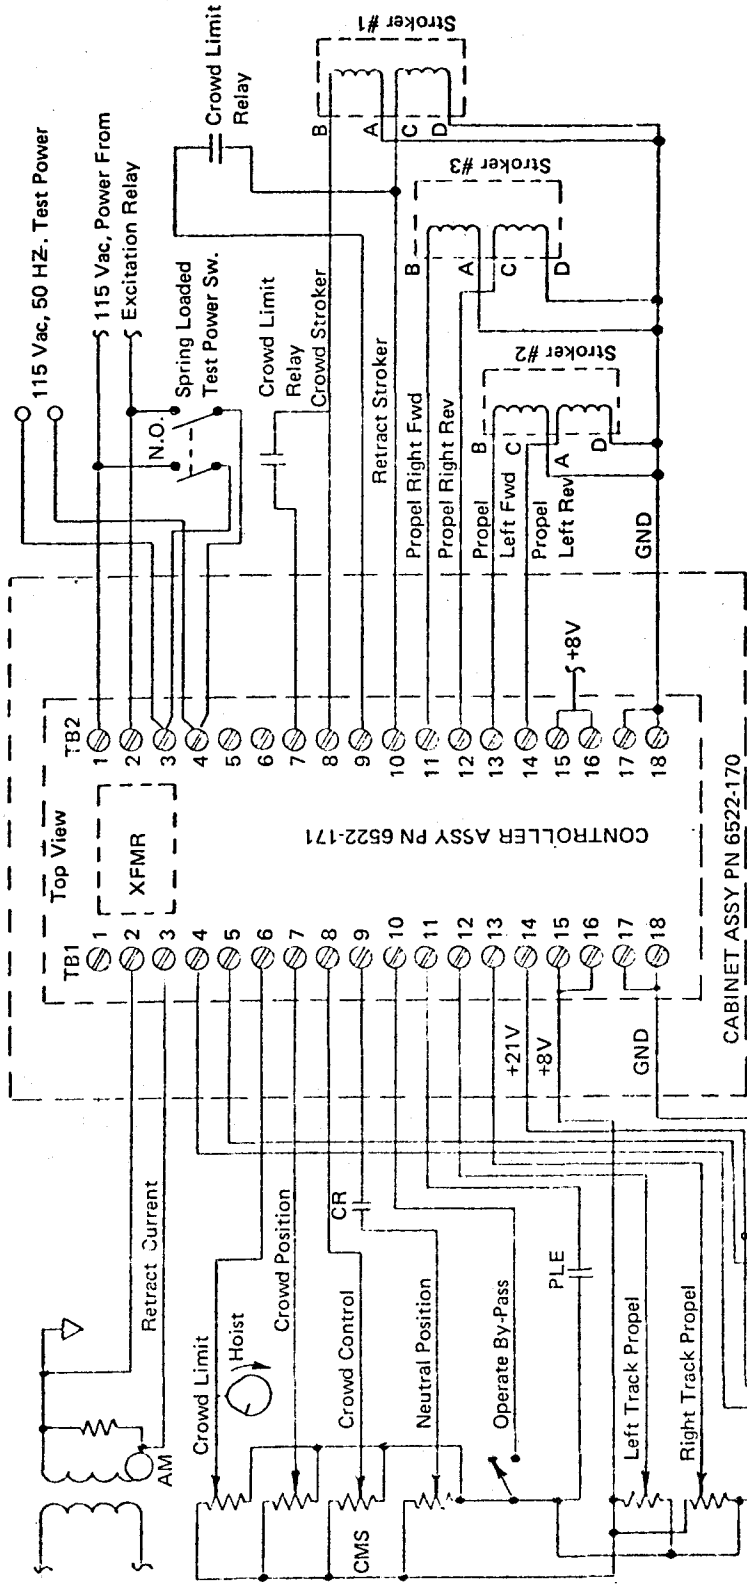 115 Vac, 50 HZ. Test Power
115 Vac, Power From
Excitation Relay
N.O.
Spring Loaded
Test Power Sw.
Crowd Limit
Relay
Crowd Stroker
Crowd Limit
Relay
Retract Stroker
Propel Right Fwd
Propel Right Rev
Propel
Left Fwd
Propel
Left Rev
GND
Stroker #1
B
A
C
D
Stroker #3
B
A
C
D
Stroker #2
B
C
A
D
Top View
TB2
1
2
3
4
5
6
7
8
9
10
11
12
13
14
15
16
17
18
+8V
XFMR
CONTROLLER ASSY PN 6522-171
CABINET ASSY PN 6522-170
TB1
1
2
3
4
5
6
7
8
9
10
11
12
13
14
15
16
17
18
+21V
+8V
GND
Retract Current
AM
Crowd Limit
Hoist
Crowd Position
Crowd Control
CMS
CR
Neutral Position
Operate By-Pass
PLE
Left Track Propel
Right Track Propel